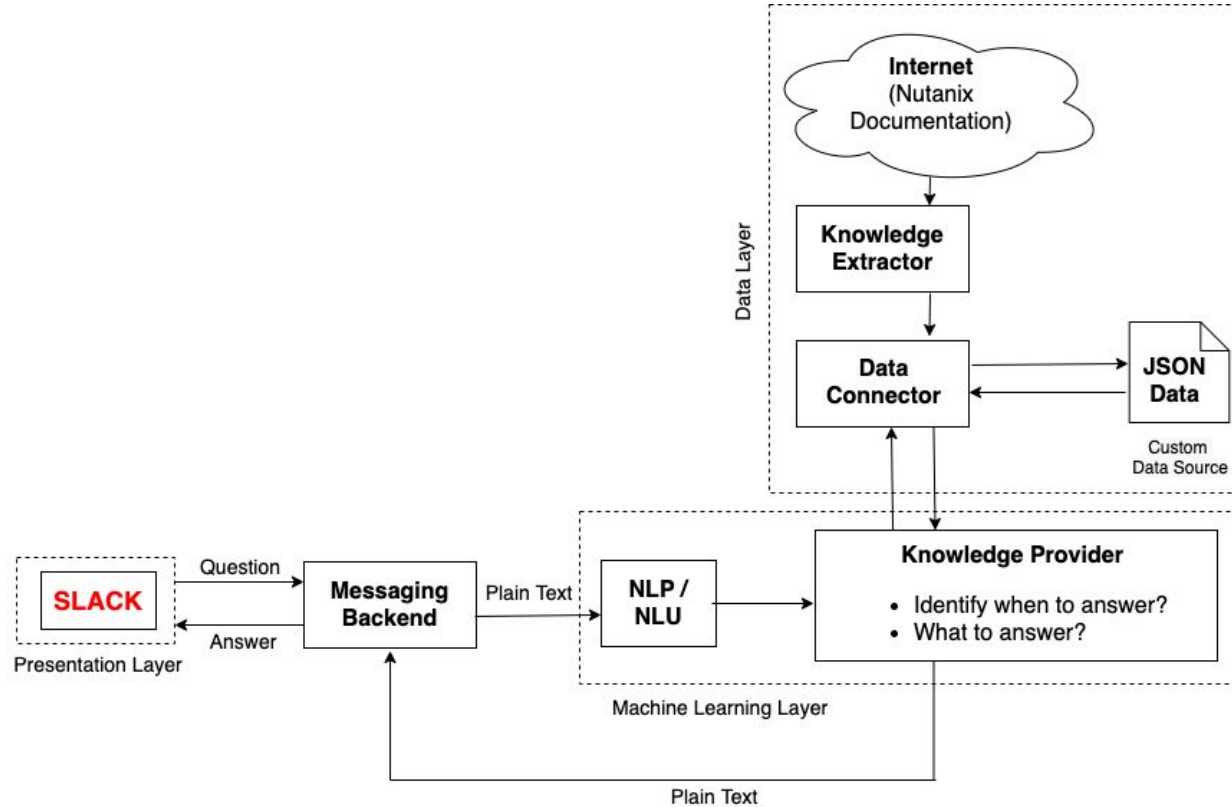 Internet
(Nutanix
Documentation)
Knowledge
Extractor
Data Layer
Data
Connector
JSON
Data
Custom
Data Source
SLACK
Presentation Layer
Question
Answer
Messaging
Backend
Plain Text
NLP /
NLU
Knowledge Provider
• Identify when to answer?
• What to answer?
Machine Learning Layer
Plain Text